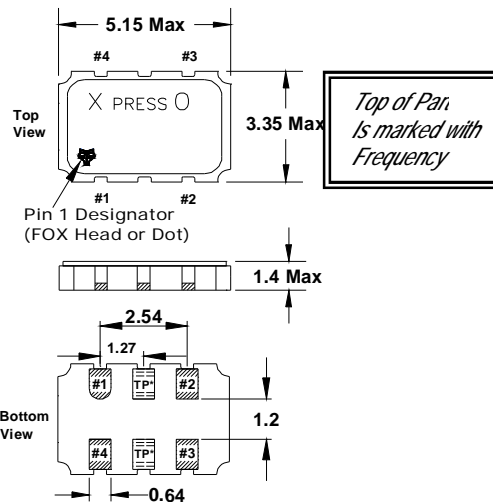 5.15 Max
#4 #3
X PRESS O
Top
View
3.35 Max
Top of Part
Is marked with
Frequency
#1 #2
Pin 1 Designator
(FOX Head or Dot)
1.4 Max
2.54
1.27
#1 TP* #2
Bottom
View
1.2
#4 TP* #3
0.64